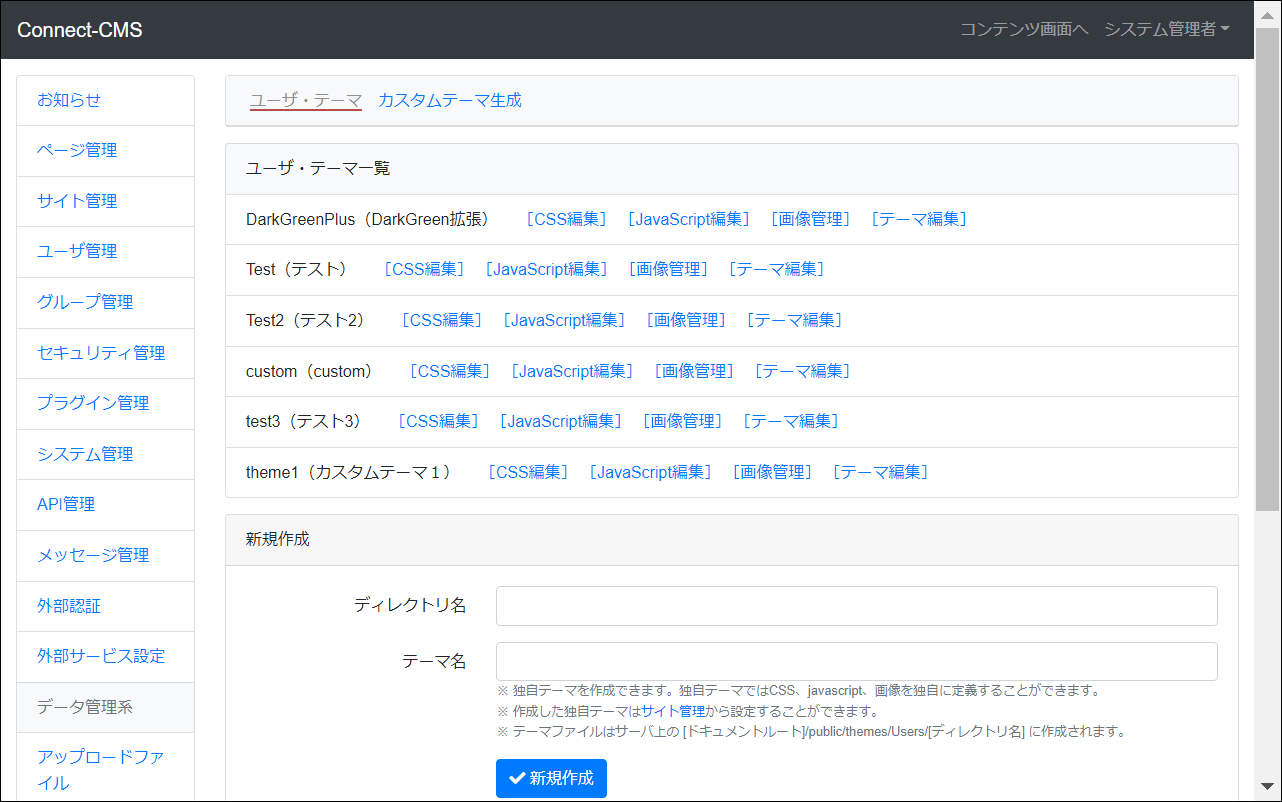 Connect-CMS
コンテンツ画面へ システム管理者
お知らせ
ページ管理
サイト管理
ユーザ管理
グループ管理
セキュリティ管理
プラグイン管理
システム管理
API管理
メッセージ管理
外部認証
外部サービス設定
データ管理系
アップロードファ
イル
ユーザ・テーマ カスタムテーマ生成
ユーザ・テーマ一覧
DarkGreenPlus（DarkGreen拡張） ［CSS編集］ ［JavaScript編集］ ［画像管理］ ［テーマ編集］
Test（テスト） ［CSS編集］ ［JavaScript編集］ ［画像管理］ ［テーマ編集］
Test2（テスト2） ［CSS編集］ ［JavaScript編集］ ［画像管理］ ［テーマ編集］
custom（custom） ［CSS編集］ ［JavaScript編集］ ［画像管理］ ［テーマ編集］
test3（テスト3） ［CSS編集］ ［JavaScript編集］ ［画像管理］ ［テーマ編集］
theme1（カスタムテーマ１） ［CSS編集］ ［JavaScript編集］ ［画像管理］ ［テーマ編集］
新規作成
ディレクトリ名
テーマ名
※ 独自テーマを作成できます。独自テーマではCSS、javascript、画像を独自に定義することができます。
※ 作成した独自テーマはサイト管理から設定することができます。
※ テーマファイルはサーバ上の [ドキュメントルート]/public/themes/Users/[ディレクトリ名] に作成されます。
新規作成